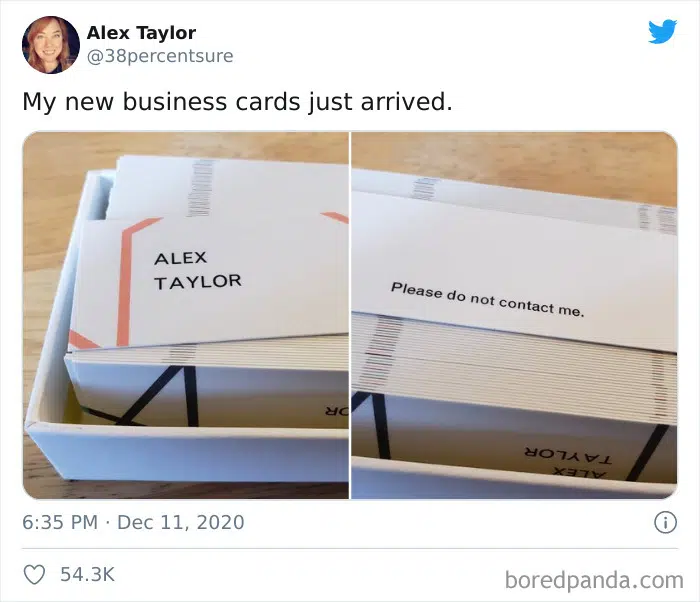 Alex Taylor
@38percentsure
My new business cards just arrived.
ALEX
TAYLOR
OR
Please do not contact me.
TAYLOR
ALEX
6:35 PM · Dec 11, 2020
54.3K
boredpanda.com